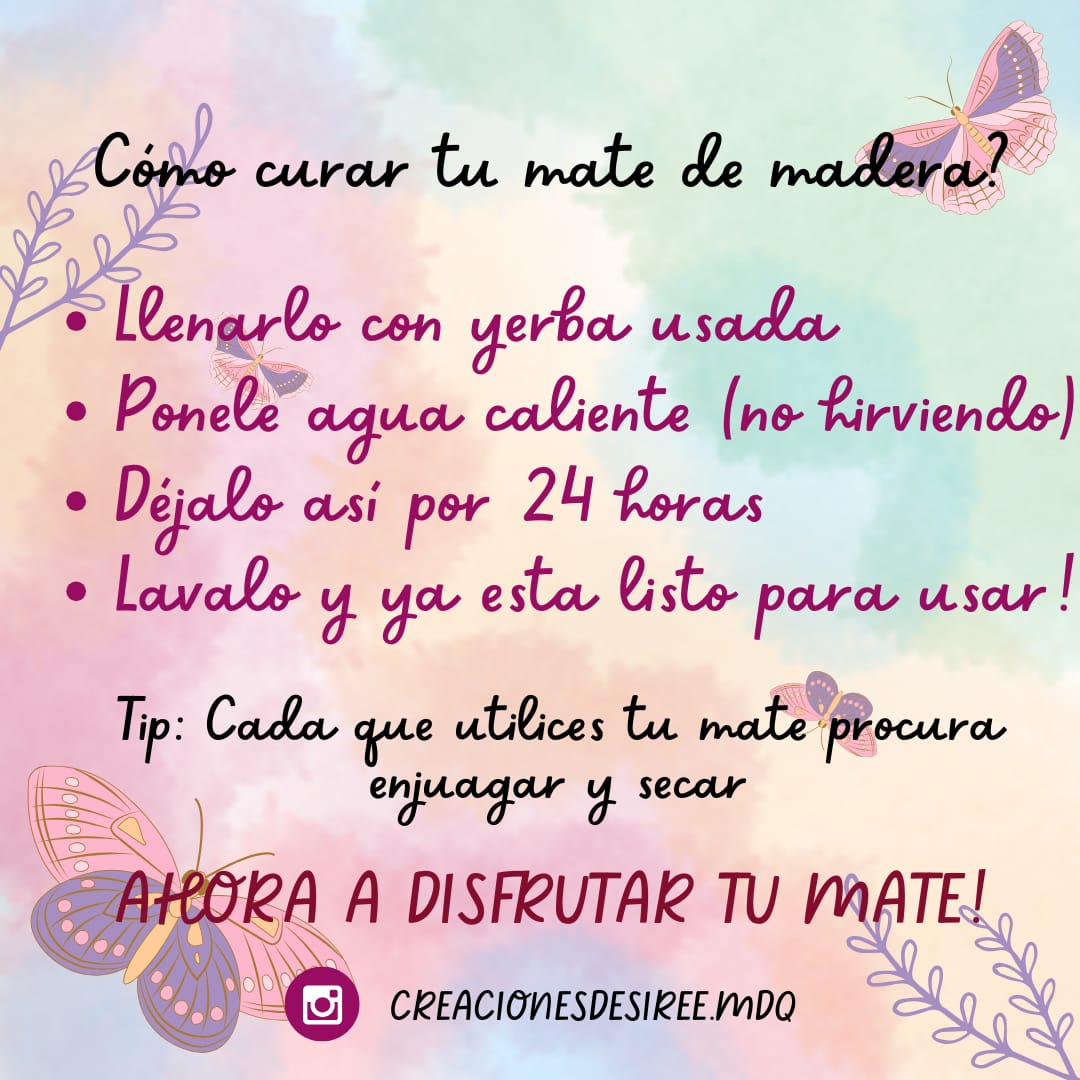 Cómo curar tu mate de madera?
• Llenarlo con yerba usada
• Ponele agua caliente (no hirviendo)
• Déjalo así por 24 horas
• Lavalo y ya esta listo para usar!
Tip: Cada que utilices tu mate procura
enjuagar y secar
AHORA A DISFRUTAR TU MATE!
CREACIONESDESIREE.MDQ